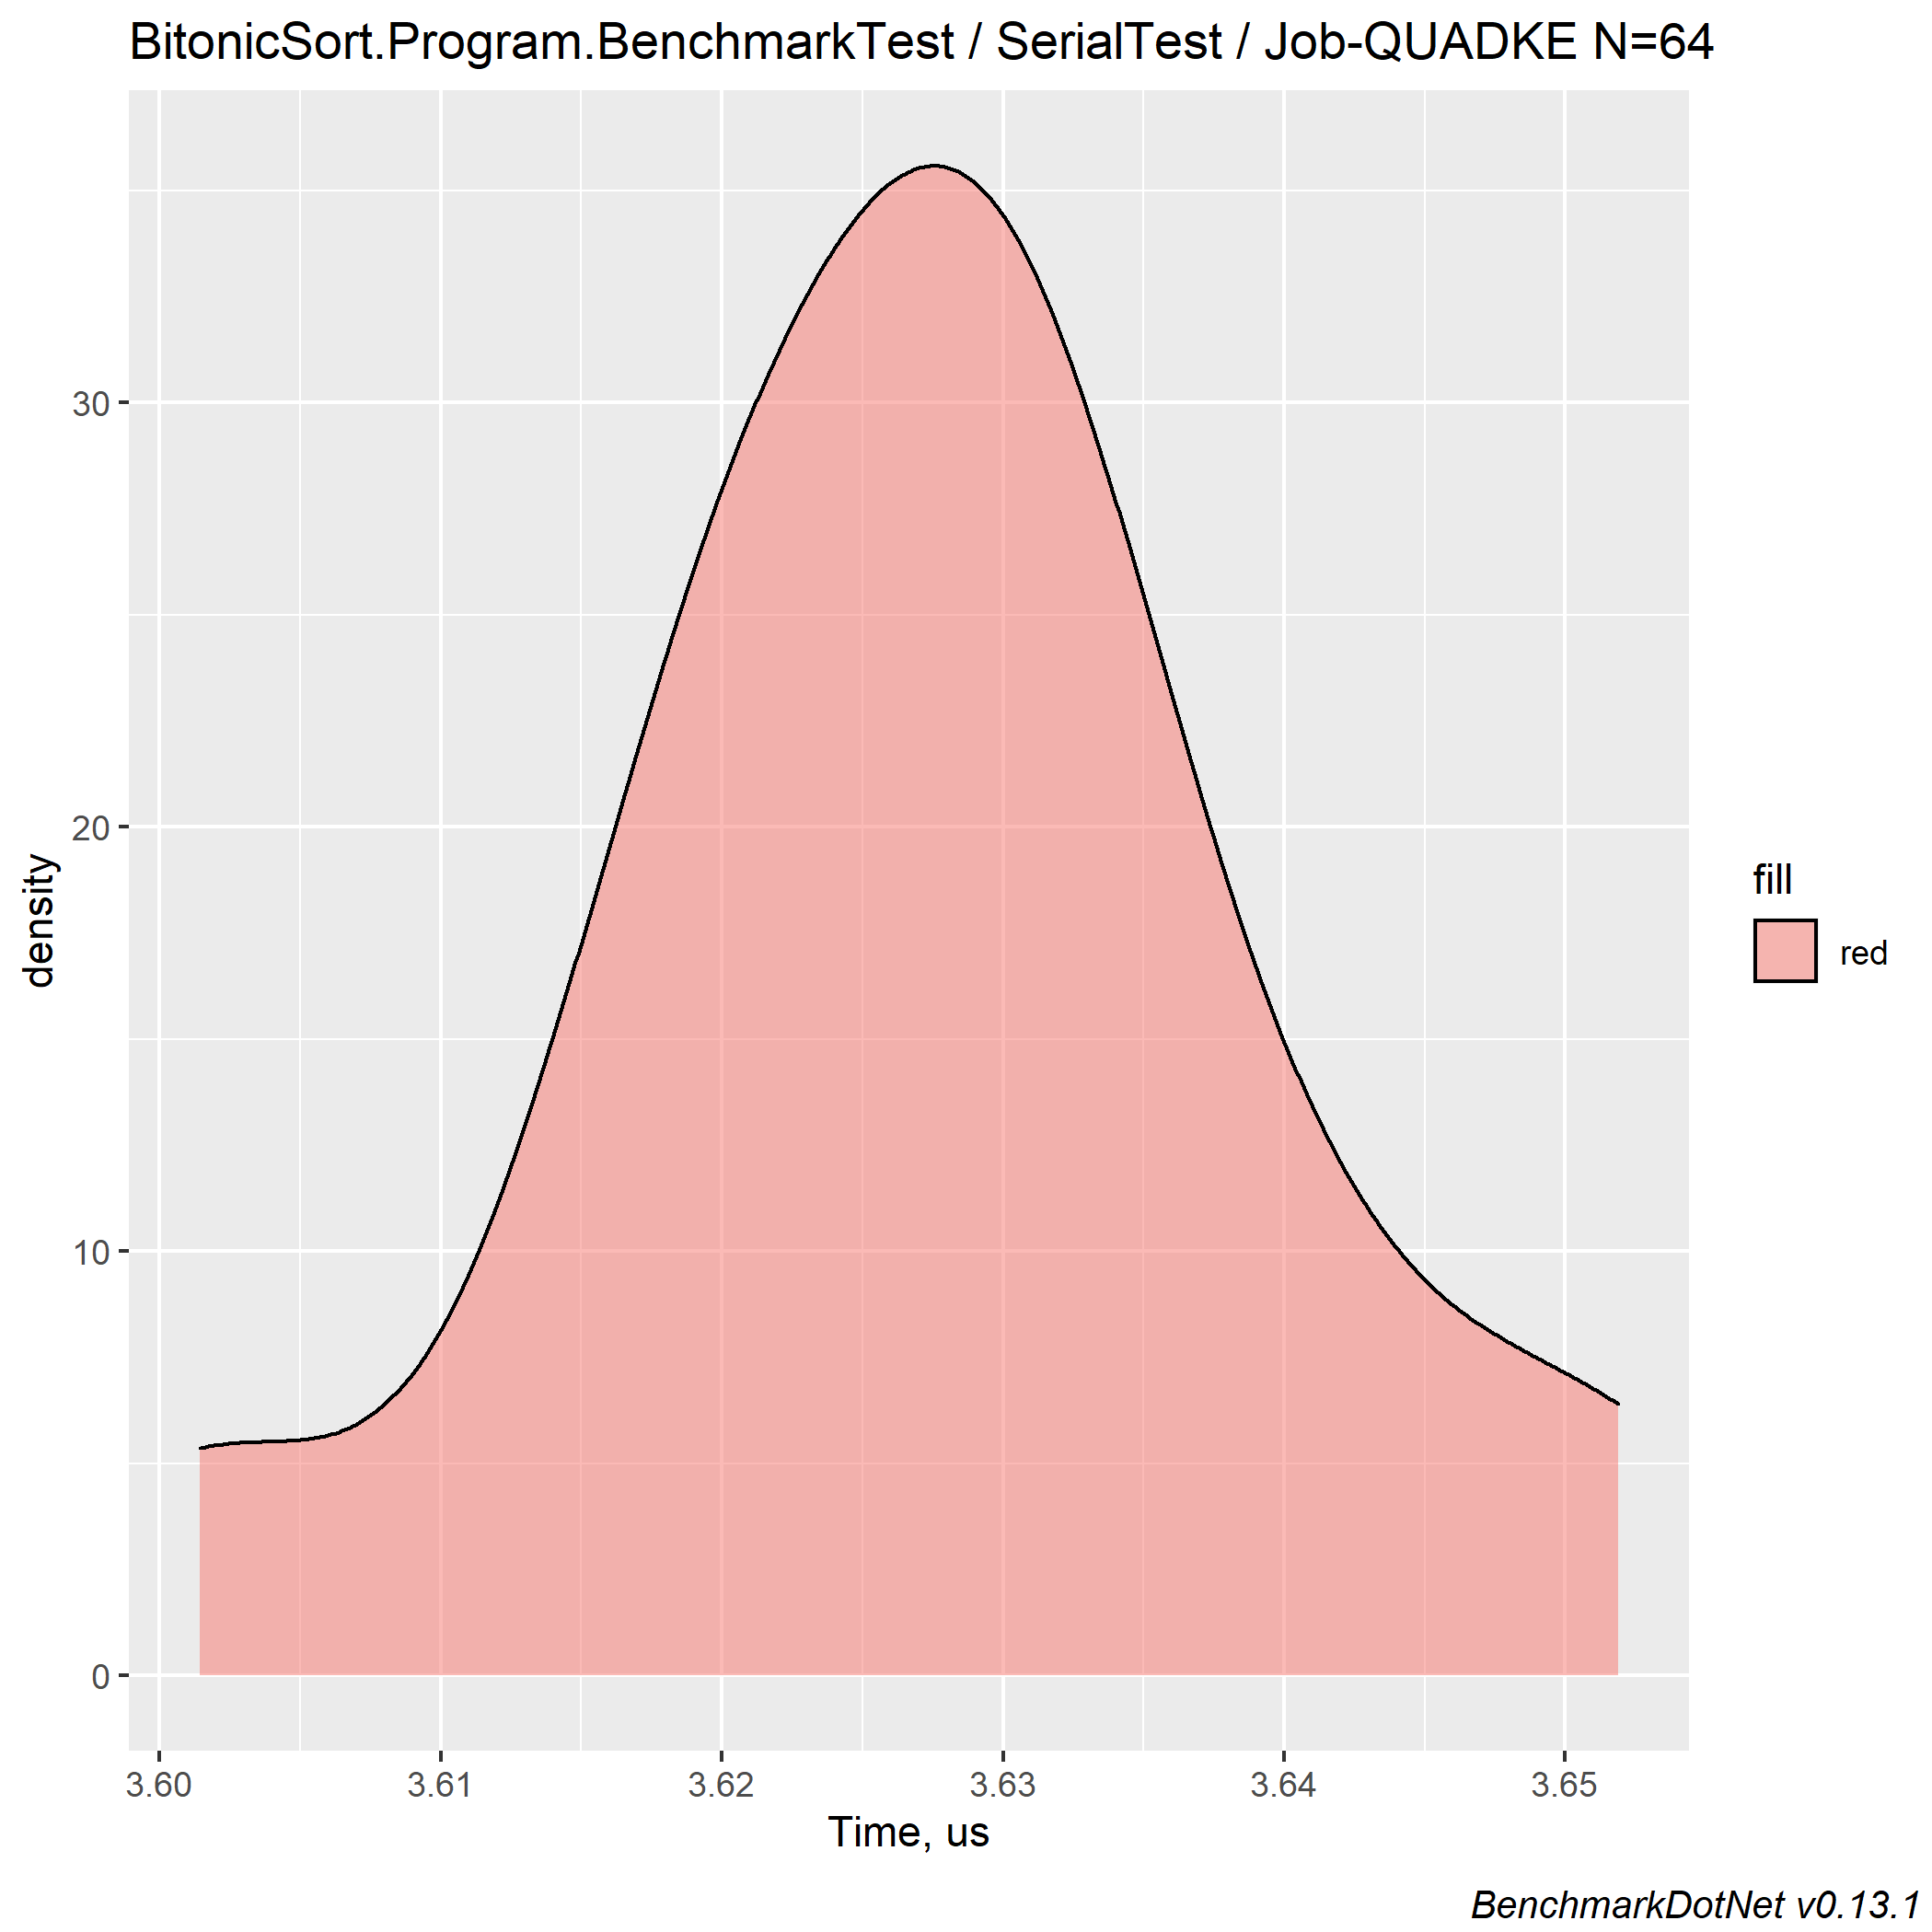 BitonicSort.Program.BenchmarkTest / SerialTest / Job-QUADKE N=64
30
20
10
0
density
3.60 3.61 3.62 3.63 3.64 3.65
Time, us
fill
red
BenchmarkDotNet v0.13.1